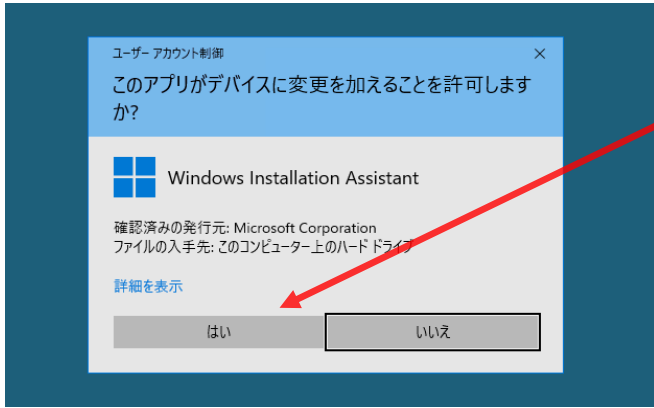 ユーザー アカウント制御
このアプリがデバイスに変更を加えることを許可します
か?
Windows Installation Assistant
確認済みの発行元: Microsoft Corporation
ファイルの入手先: このコンピューター上のハード ドライブ
詳細を表示
はい
いいえ